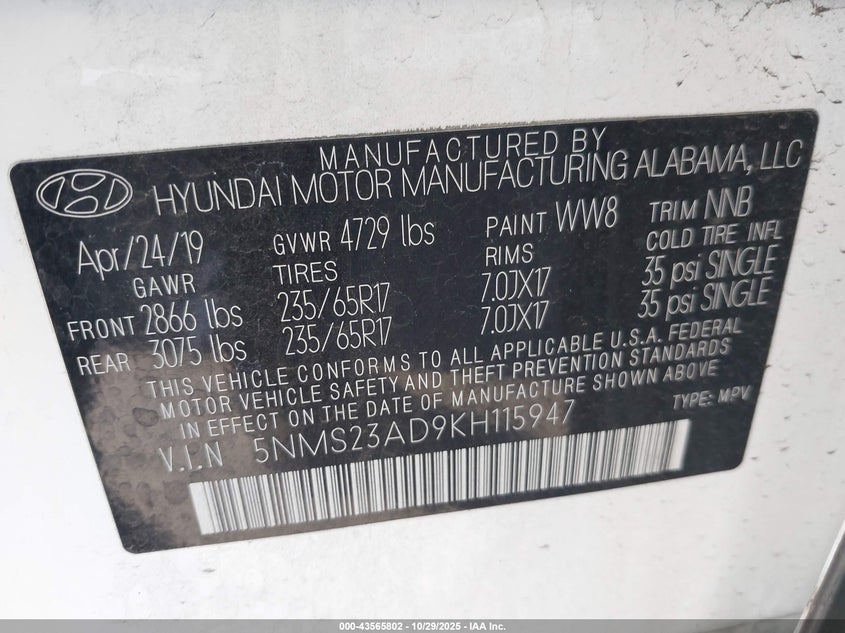 MANUFACTURED BY
HYUNDAI MOTOR MANUFACTURING ALABAMA, LLC
Apr/24/19 GVWR 4729 lbs PAINT WW8 TRIM NNB
GAWR TIRES RIMS COLD TIRE INFL
FRONT 2866 lbs 235/65R17 7.0JX17 35 psi SINGLE
REAR 3075 lbs 235/65R17 7.0JX17 35 psi SINGLE
THIS VEHICLE CONFORMS TO ALL APPLICABLE U.S.A. FEDERAL
MOTOR VEHICLE SAFETY AND THEFT PREVENTION STANDARDS
IN EFFECT ON THE DATE OF MANUFACTURE SHOWN ABOVE
V.I.N 5NMS23AD9KH115947 TYPE: MPV
000-43565802 - 10/29/2025 - IAA Inc.